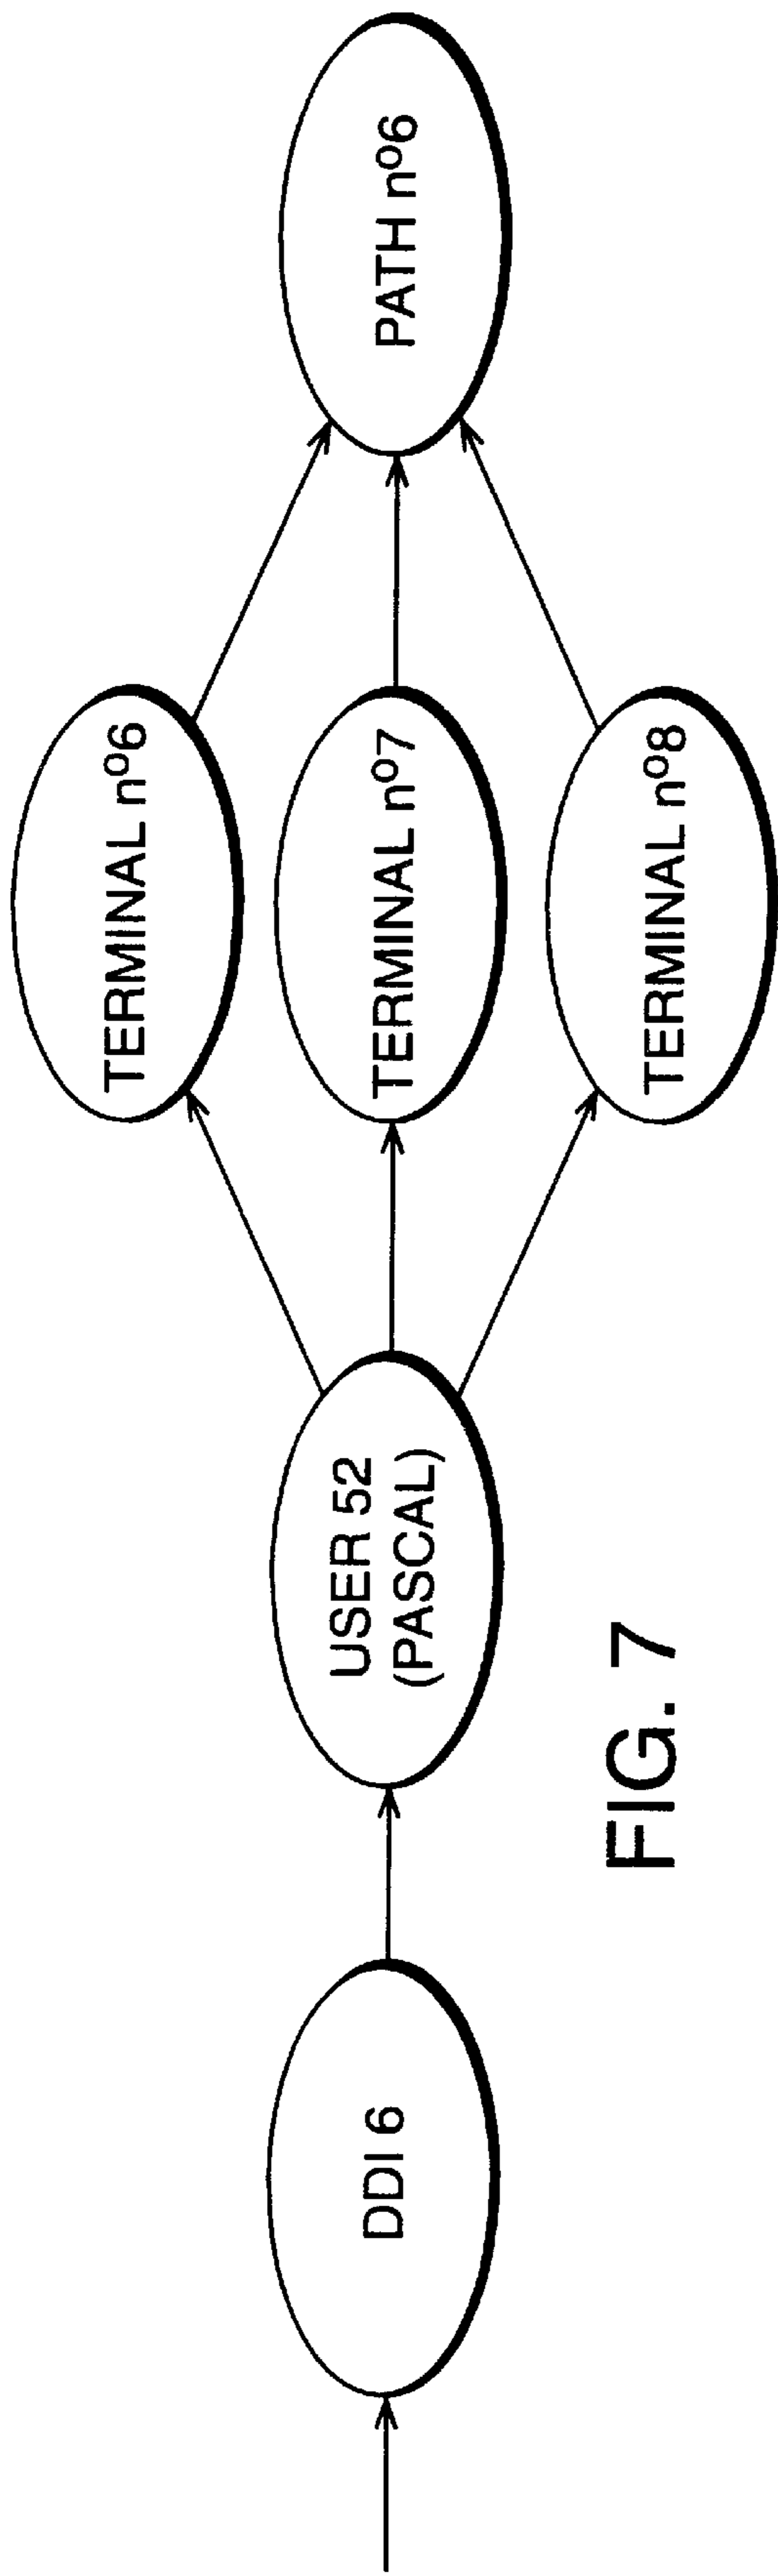 DDI 6
USER 52
(PASCAL)
TERMINAL nº6
TERMINAL nº7
TERMINAL nº8
PATH nº6
FIG. 7